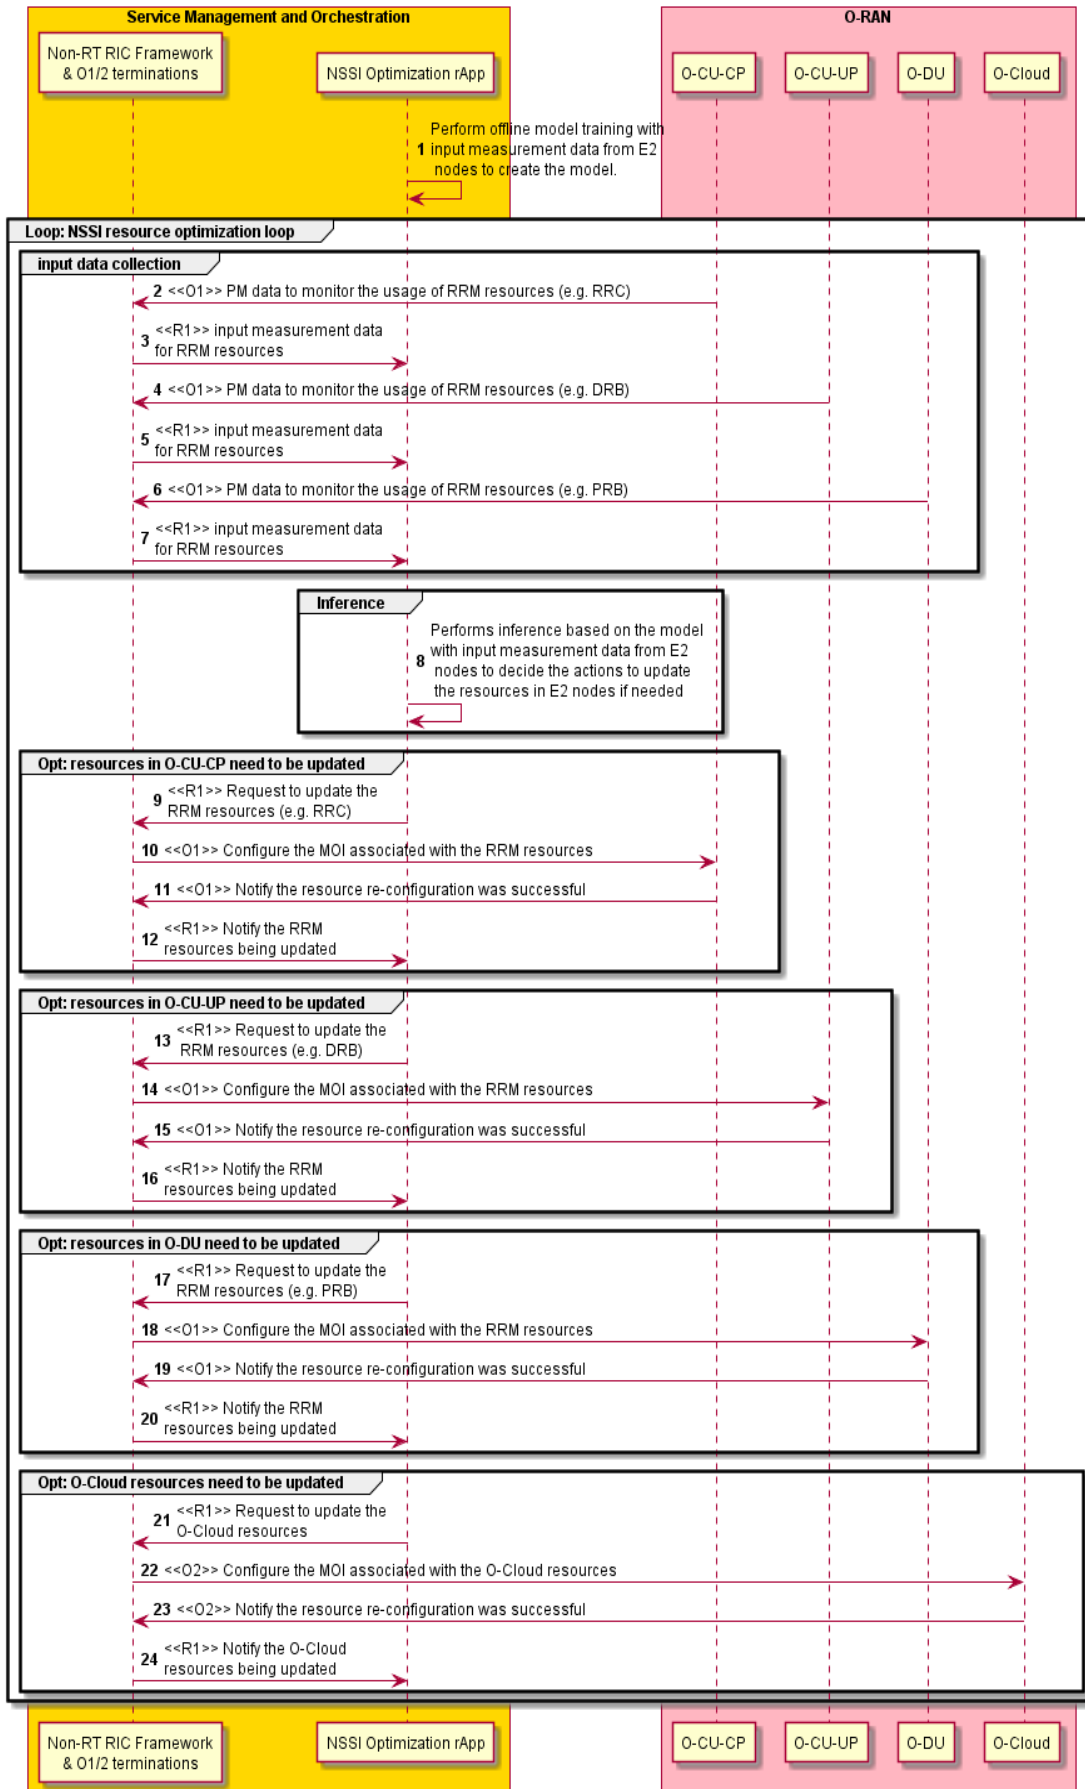 Service Management and Orchestration
O-RAN
Non-RT RIC Framework
& O1/2 terminations
NSSI Optimization rApp
O-CU-CP
O-CU-UP
O-DU
O-Cloud
Perform offline model training with
1 input measurement data from E2
nodes to create the model.
Loop: NSSI resource optimization loop
input data collection
2 <<O1>> PM data to monitor the usage of RRM resources (e.g. RRC)
3 <<R1>> input measurement data
for RRM resources
4 <<O1>> PM data to monitor the usage of RRM resources (e.g. DRB)
5 <<R1>> input measurement data
for RRM resources
6 <<O1>> PM data to monitor the usage of RRM resources (e.g. PRB)
7 <<R1>> input measurement data
for RRM resources
Inference
Performs inference based on the model
with input measurement data from E2
8 nodes to decide the actions to update
the resources in E2 nodes if needed
Opt: resources in O-CU-CP need to be updated
9 <<R1>> Request to update the
RRM resources (e.g. RRC)
10 <<O1>> Configure the MOI associated with the RRM resources
11 <<O1>> Notify the resource re-configuration was successful
12 <<R1>> Notify the RRM
resources being updated
Opt: resources in O-CU-UP need to be updated
13 <<R1>> Request to update the
RRM resources (e.g. DRB)
14 <<O1>> Configure the MOI associated with the RRM resources
15 <<O1>> Notify the resource re-configuration was successful
16 <<R1>> Notify the RRM
resources being updated
Opt: resources in O-DU need to be updated
17 <<R1>> Request to update the
RRM resources (e.g. PRB)
18 <<O1>> Configure the MOI associated with the RRM resources
19 <<O1>> Notify the resource re-configuration was successful
20 <<R1>> Notify the RRM
resources being updated
Opt: O-Cloud resources need to be updated
21 <<R1>> Request to update the
O-Cloud resources
22 <<O2>> Configure the MOI associated with the O-Cloud resources
23 <<O2>> Notify the resource re-configuration was successful
24 <<R1>> Notify the O-Cloud
resources being updated
Non-RT RIC Framework
& O1/2 terminations
NSSI Optimization rApp
O-CU-CP
O-CU-UP
O-DU
O-Cloud